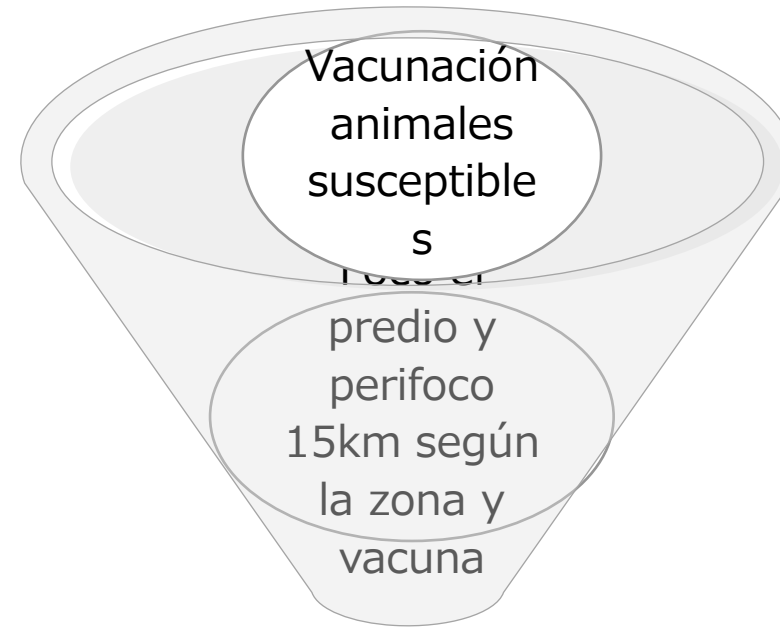 Vacunación
animales
susceptible
s
predio y
perifoco
15km según
la zona y
vacuna